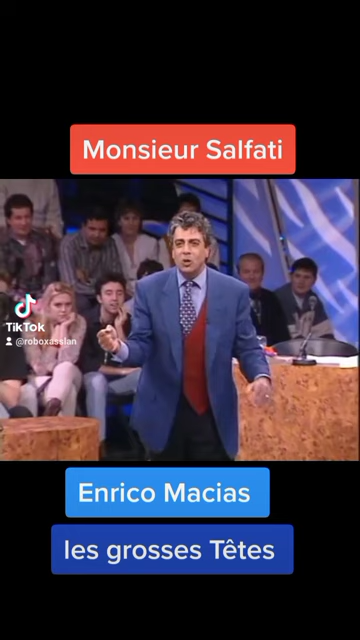 Monsieur Salfati
TikTok
@roboxassian
Enrico Macias
les grosses Têtes